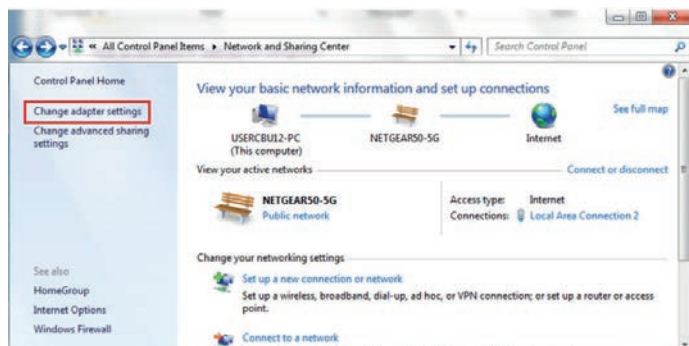 « All Control Panel Items ▸ Network and Sharing Center
Search Control Panel
Control Panel Home
Change adapter settings
Change advanced sharing
settings
See also
HomeGroup
Internet Options
Windows Firewall
View your basic network information and set up connections
See full map
USERCBU12-PC
(This computer)
NETGEAR50-5G
Internet
View your active networks
Connect or disconnect
NETGEAR50-5G
Public network
Access type: Internet
Connections: Local Area Connection 2
Change your networking settings
Set up a new connection or network
Set up a wireless, broadband, dial-up, ad hoc, or VPN connection; or set up a router or access
point.
Connect to a network